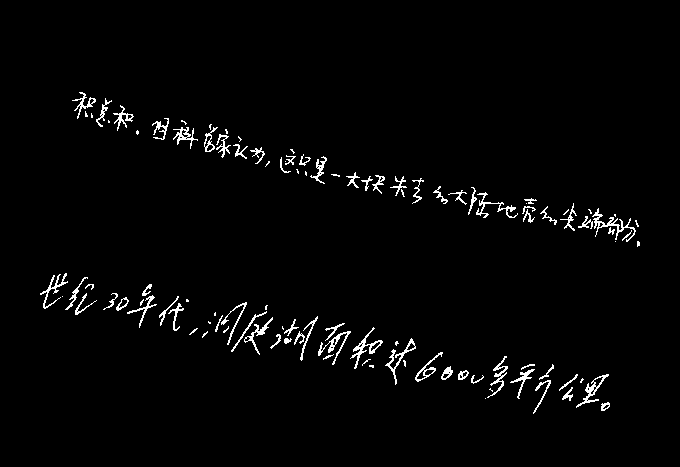 积总和。但科学家认为,这只是一大块失去的大陆地壳的尖端部分。
世纪30年代,洞庭湖面积达6000多平方公里。